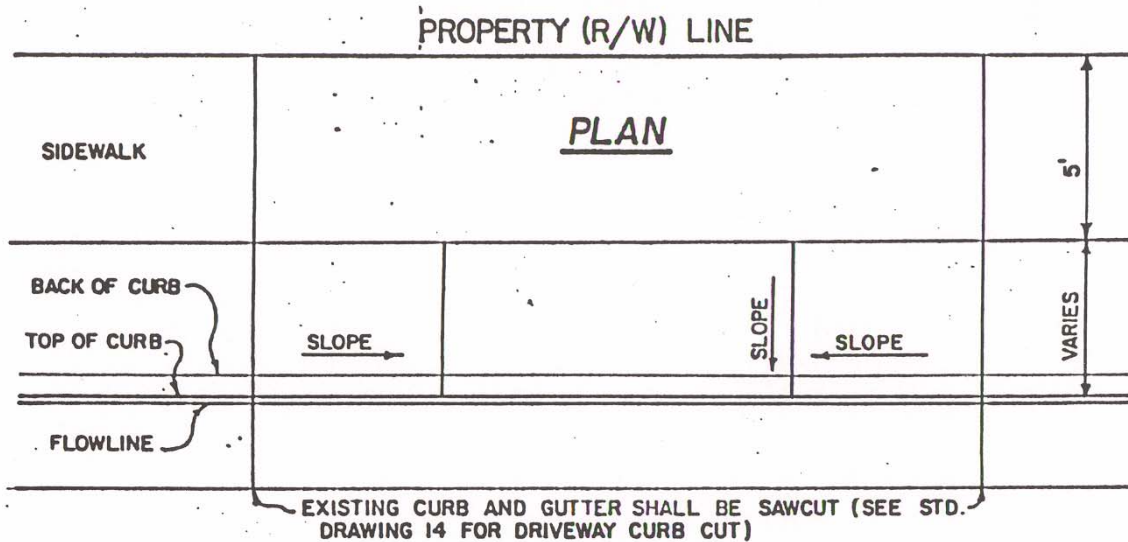 PROPERTY (R/W) LINE
PLAN
SIDEWALK
5'
BACK OF CURB
TOP OF CURB
SLOPE
SLOPE
SLOPE
VARIES
FLOWLINE
EXISTING CURB AND GUTTER SHALL BE SAWCUT (SEE STD.
DRAWING 14 FOR DRIVEWAY CURB CUT)